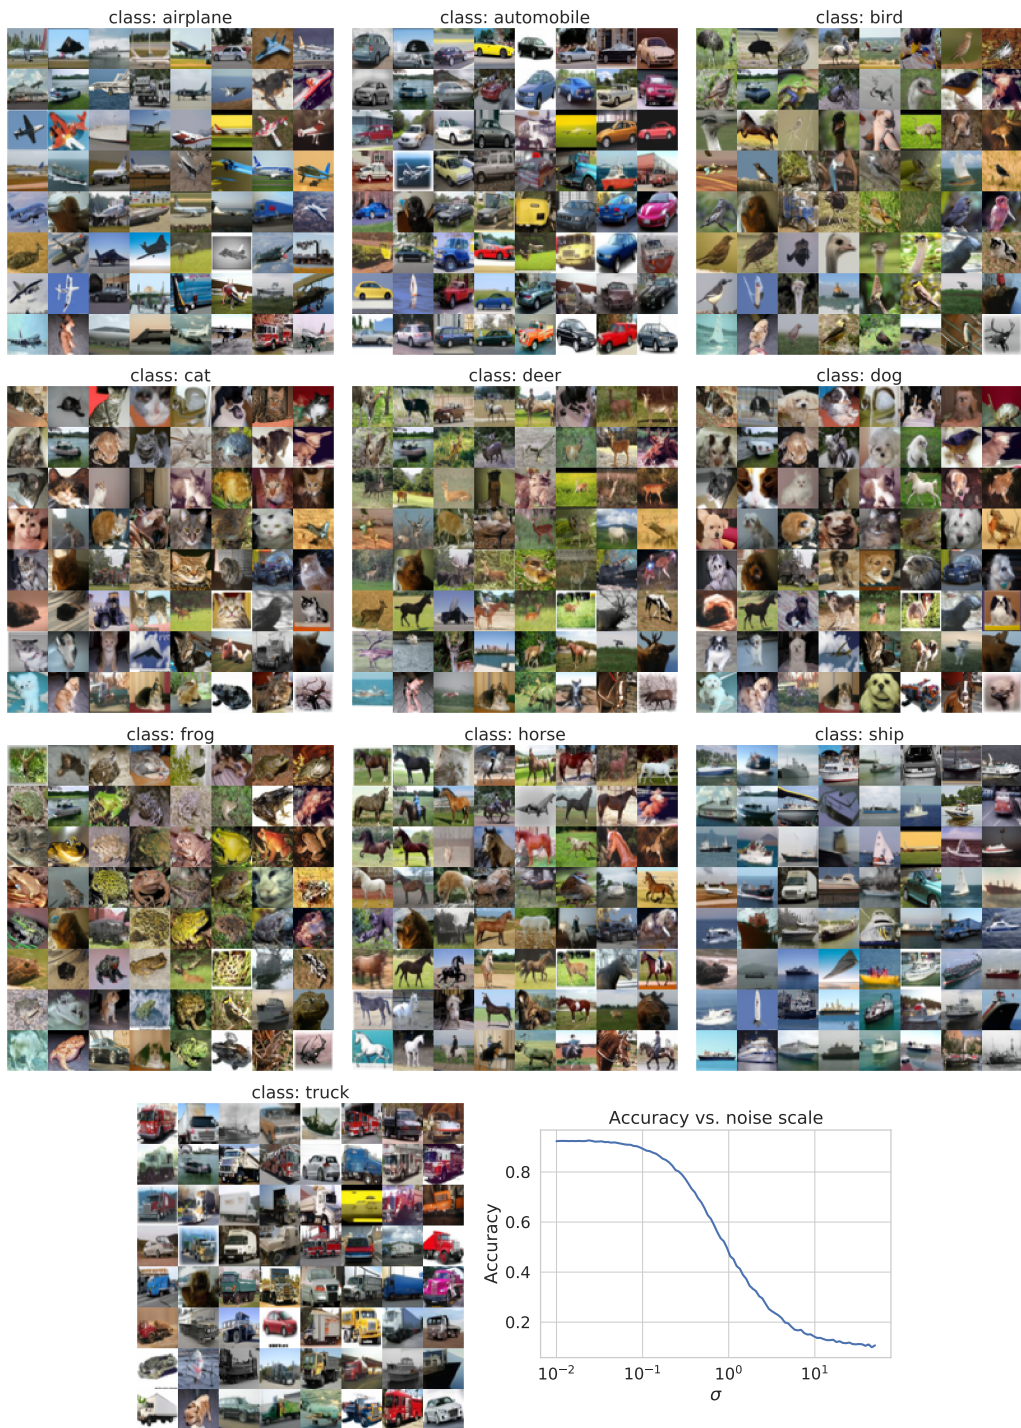 class: airplane
class: automobile
class: bird
class: cat
class: deer
class: dog
class: frog
class: horse
class: ship
class: truck
Accuracy vs. noise scale
Accuracy
0.8
0.6
0.4
0.2
10⁻² 10⁻¹ 10⁰ 10¹
σ